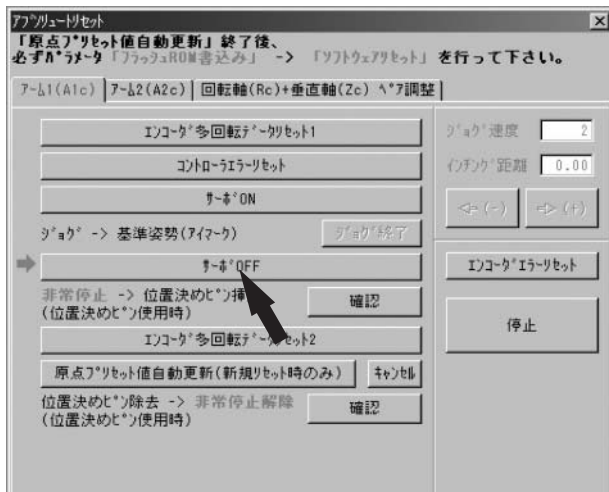 アブソリュートリセット
「原点プリセット値自動更新」終了後、
必ずパラメータ「フラッシュROM書込み」 -> 「ソフトウェアリセット」 を行って下さい。
アーム1(A1c) アーム2(A2c) 回転軸(Rc)+垂直軸(Zc) ペア調整
エンコーダ多回転データリセット1
コントローラエラーリセット
サーボON
ジョグ -> 基準姿勢(アイマーク) ジョグ終了
サーボOFF
非常停止 -> 位置決めピン挿
(位置決めピン使用時) 確認
エンコーダ多回転データリセット2
原点プリセット値自動更新(新規リセット時のみ) キャンセル
位置決めピン除去 -> 非常停止解除
(位置決めピン使用時) 確認
ジョグ速度 2
インチング距離 0.00
(-) (+)
エンコーダエラーリセット
停止